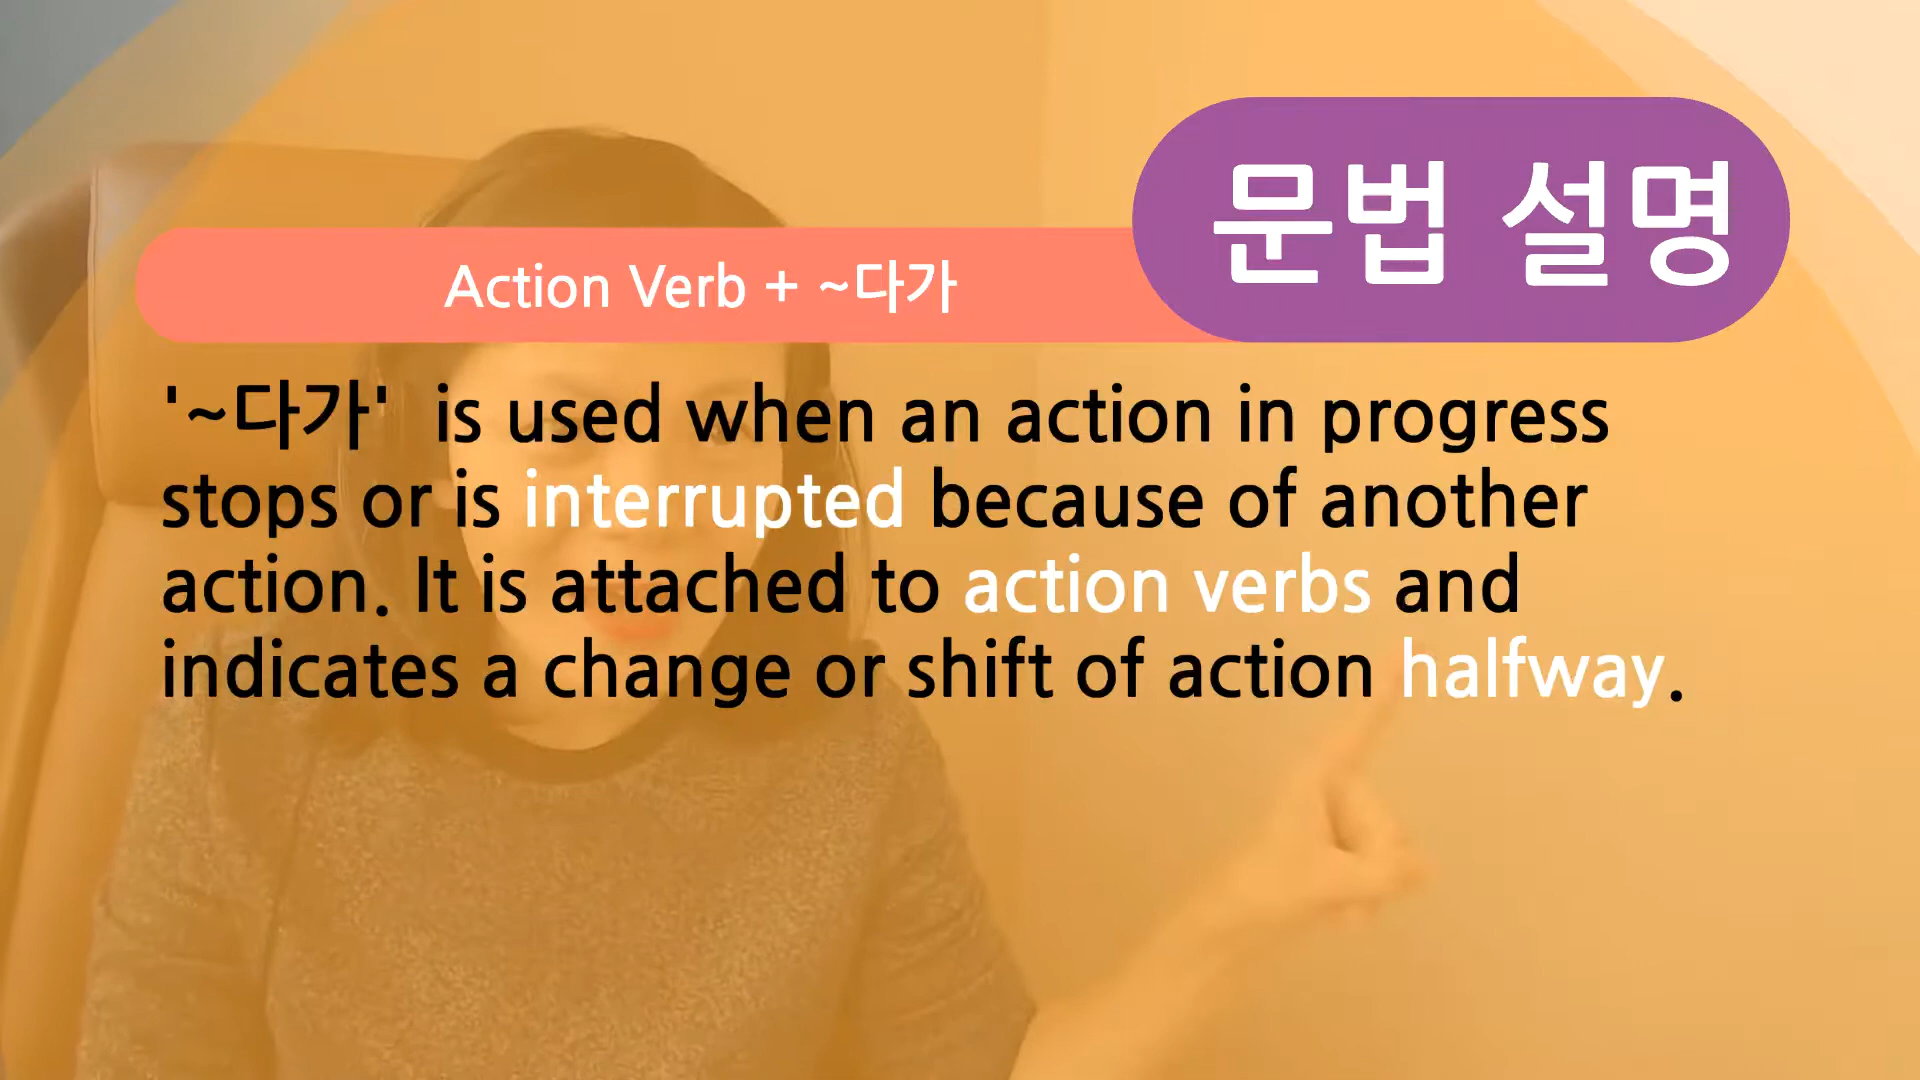 문법 설명
Action Verb + ~다가
'~다가' is used when an action in progress
stops or is interrupted because of another
action. It is attached to action verbs and
indicates a change or shift of action halfway.